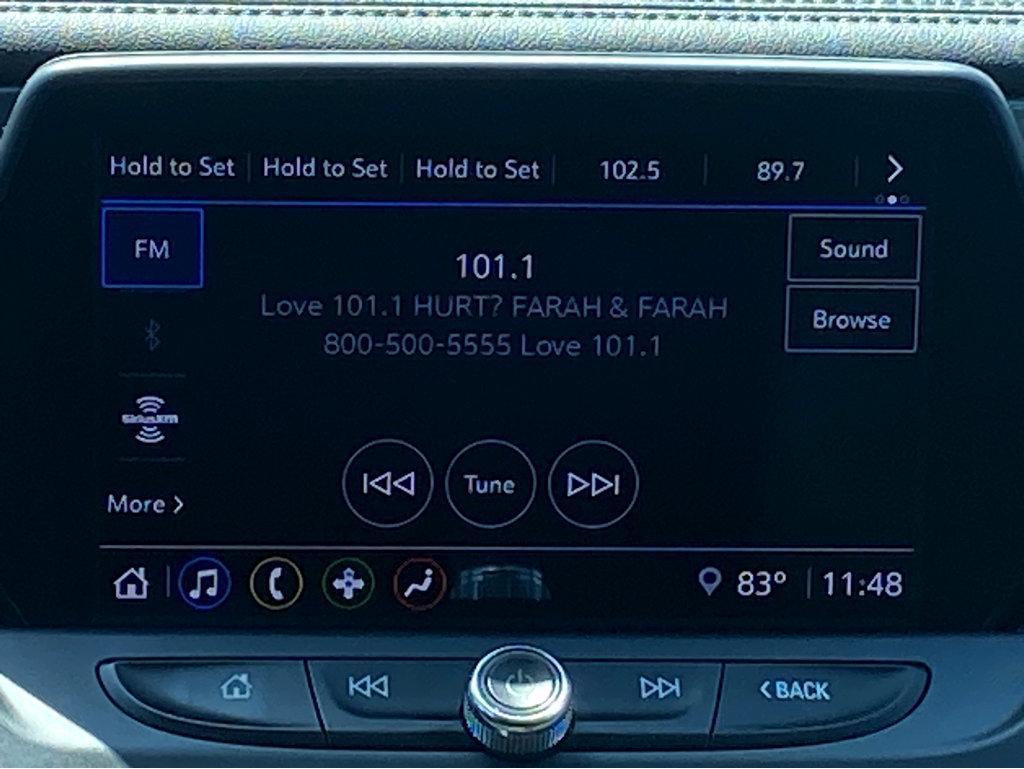 Hold to Set Hold to Set Hold to Set 102.5 89.7
FM
101.1
Sound
Love 101.1 HURT? FARAH & FARAH
800-500-5555 Love 101.1
Browse
SiriusXM
Tune
More
83° 11:48
BACK